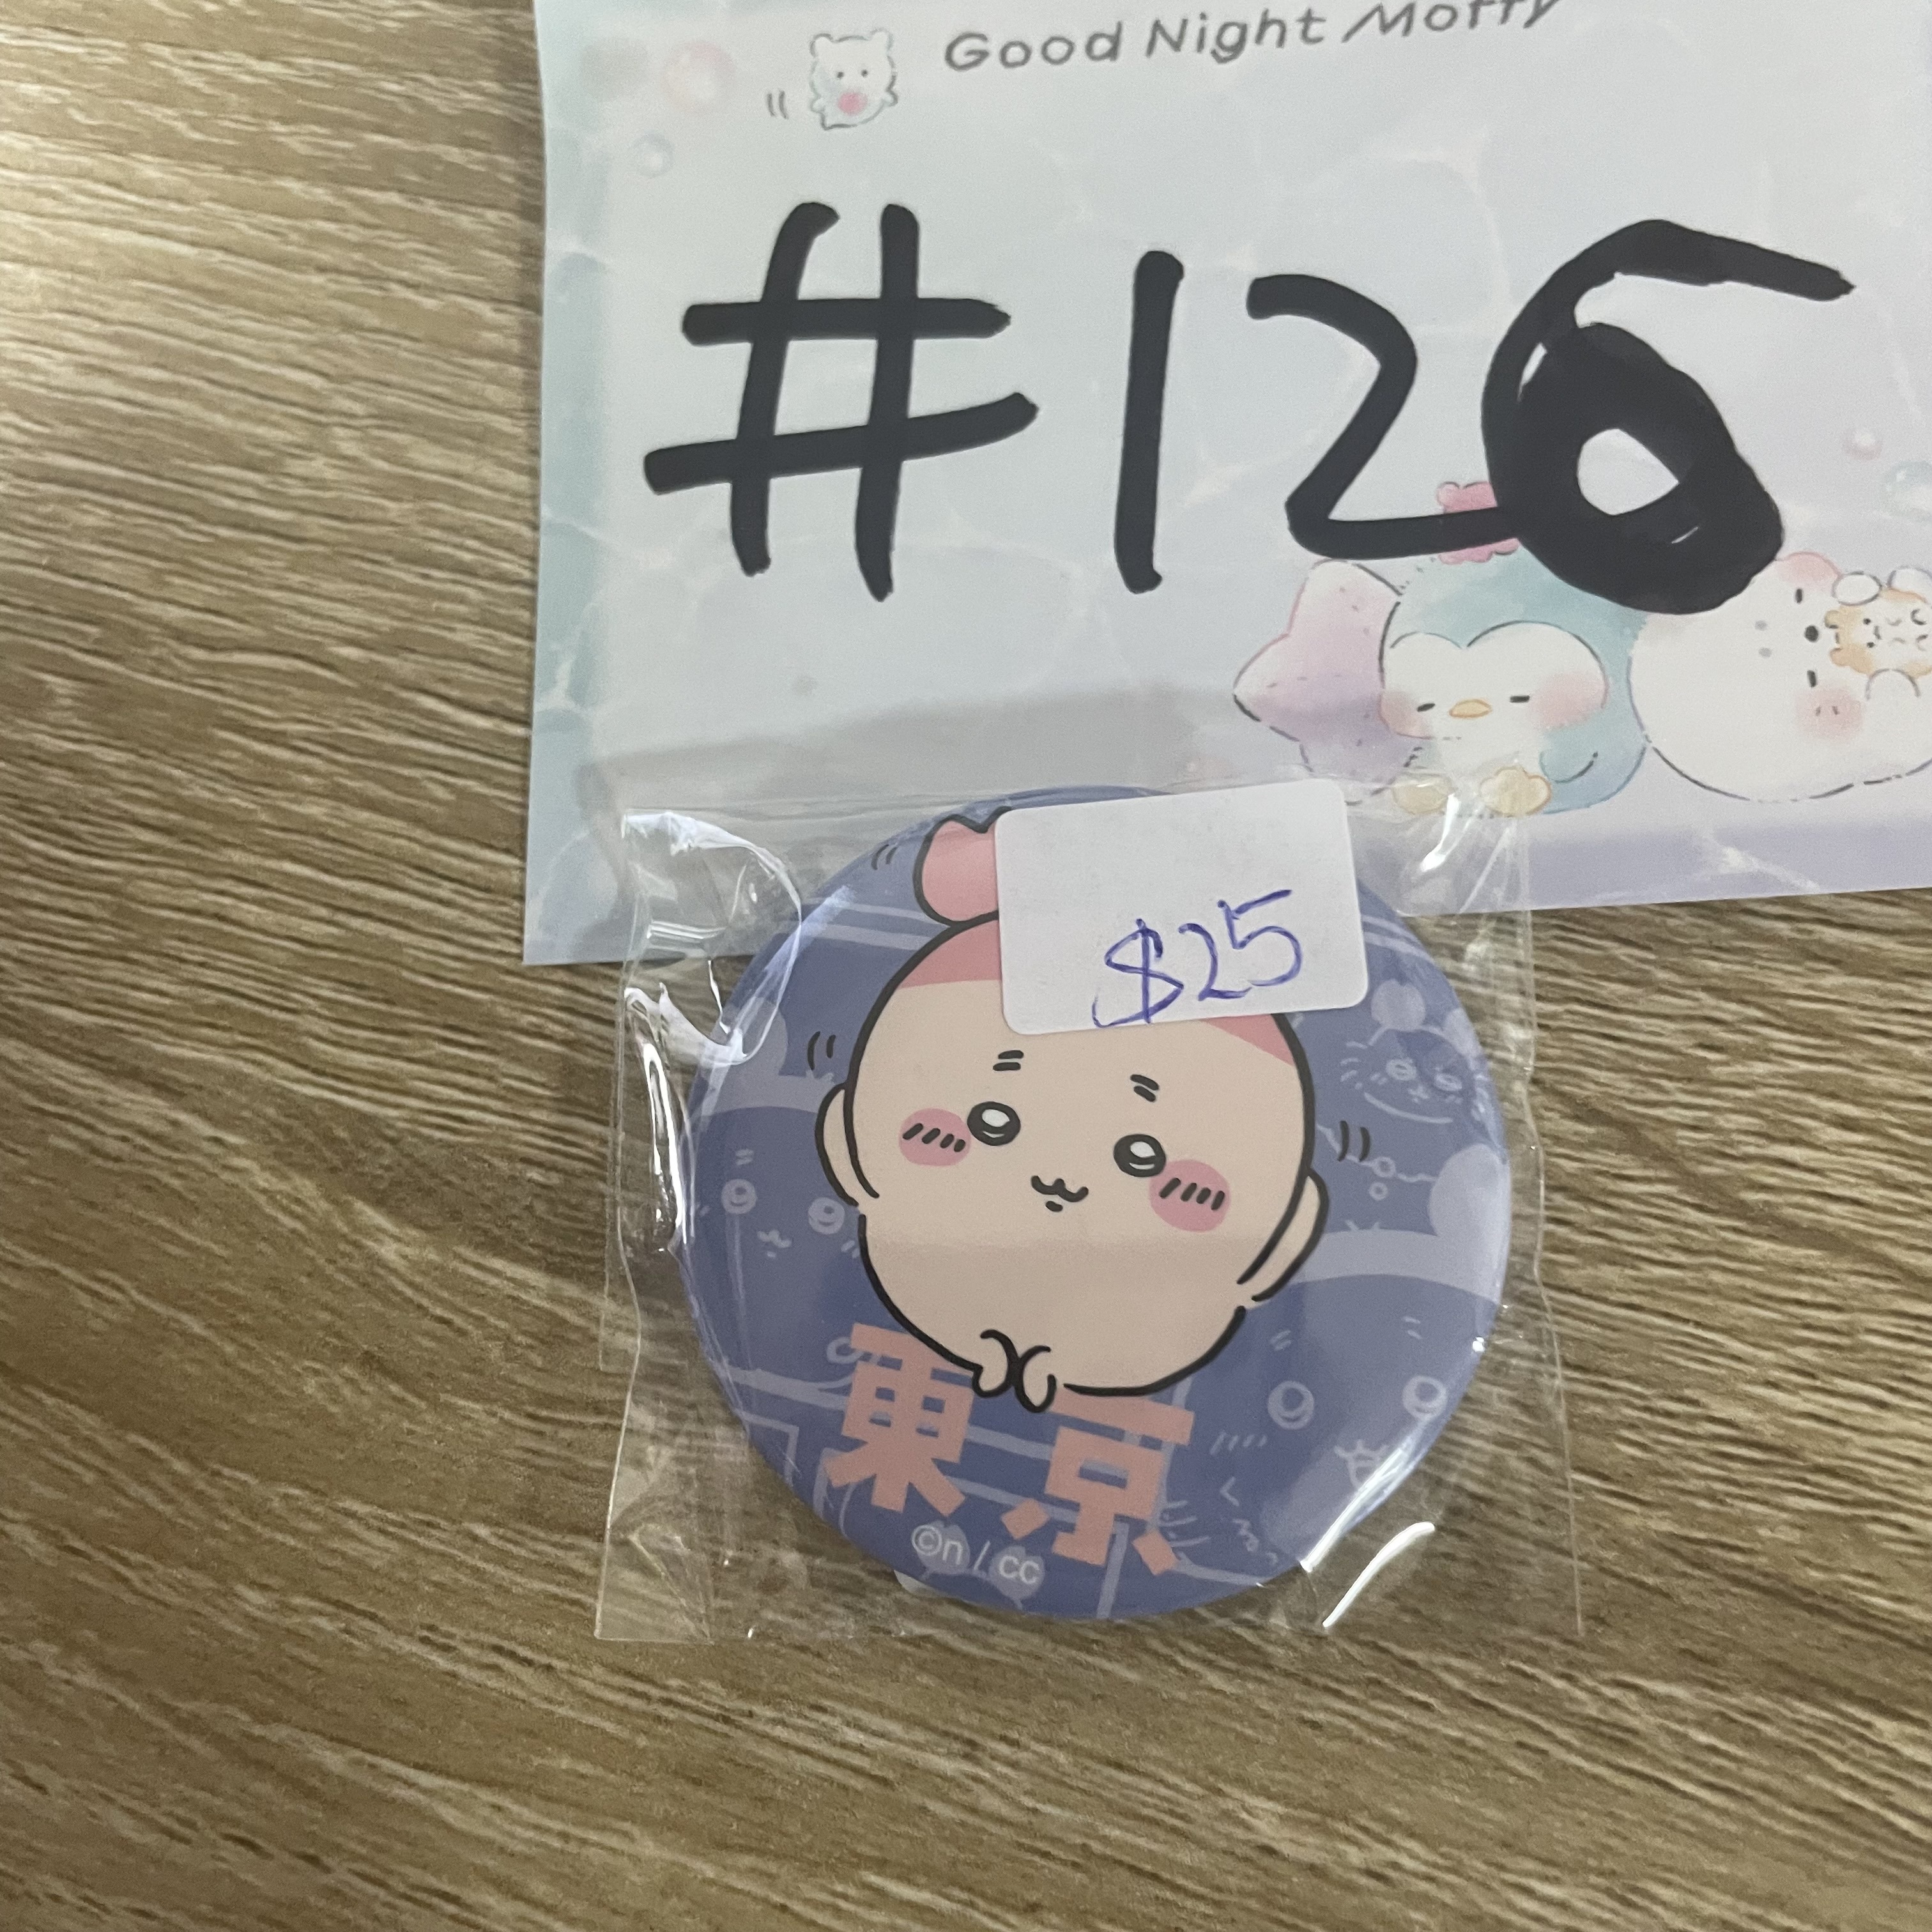 Good Night Moffy
#126
$25
東京
©n / cc